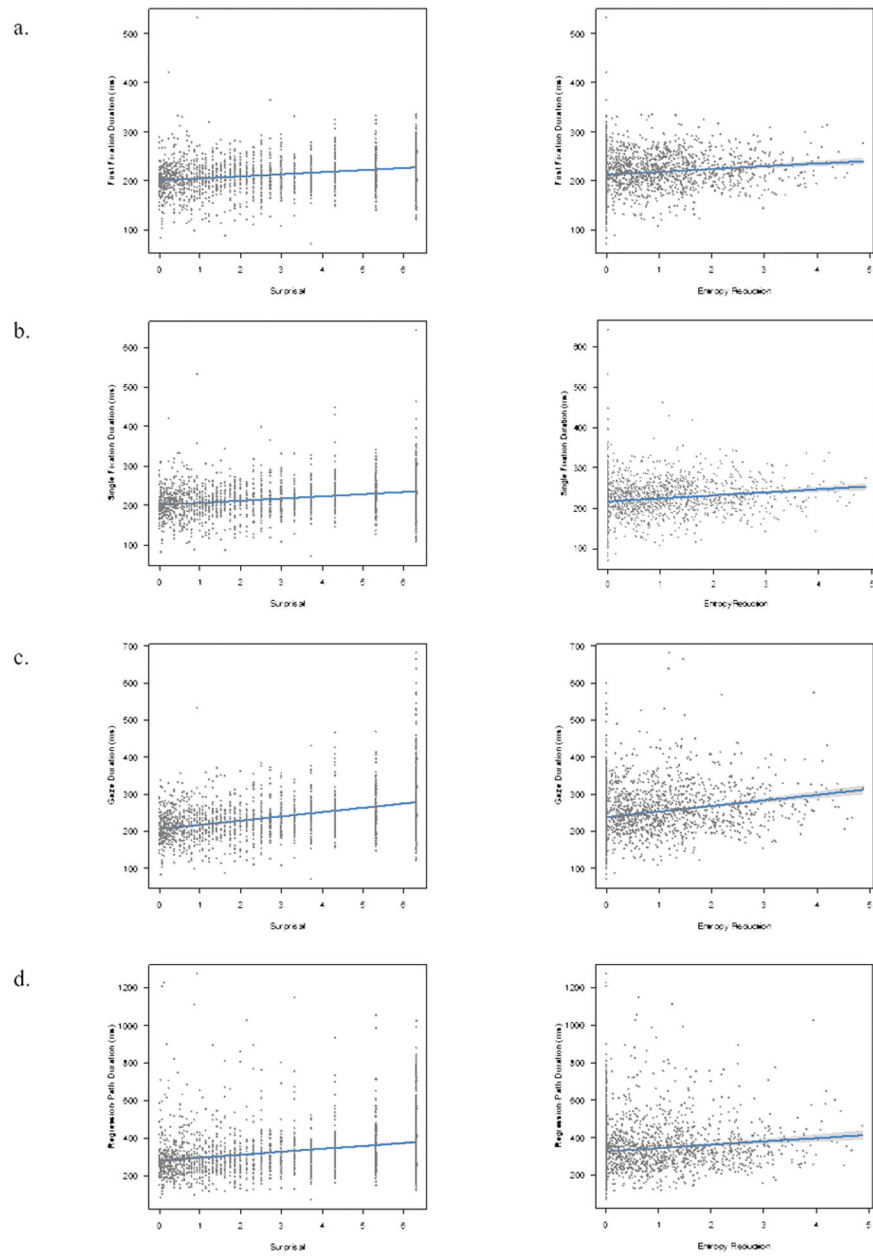 a.
First Fixation Duration (ms)
500
400
300
200
100
0 1 2 3 4 5 6
Surprisal
First Fixation Duration (ms)
500
400
300
200
100
0 1 2 3 4 5
Entropy Reduction
b.
Single Fixation Duration (ms)
600
500
400
300
200
100
0 1 2 3 4 5 6
Surprisal
Single Fixation Duration (ms)
600
500
400
300
200
100
0 1 2 3 4 5
Entropy Reduction
c.
Gaze Duration (ms)
700
600
500
400
300
200
100
0 1 2 3 4 5 6
Surprisal
Gaze Duration (ms)
700
600
500
400
300
200
100
0 1 2 3 4 5
Entropy Reduction
d.
Regression Path Duration (ms)
1200
1000
800
600
400
200
0 1 2 3 4 5 6
Surprisal
Regression Path Duration (ms)
1200
1000
800
600
400
200
0 1 2 3 4 5
Entropy Reduction